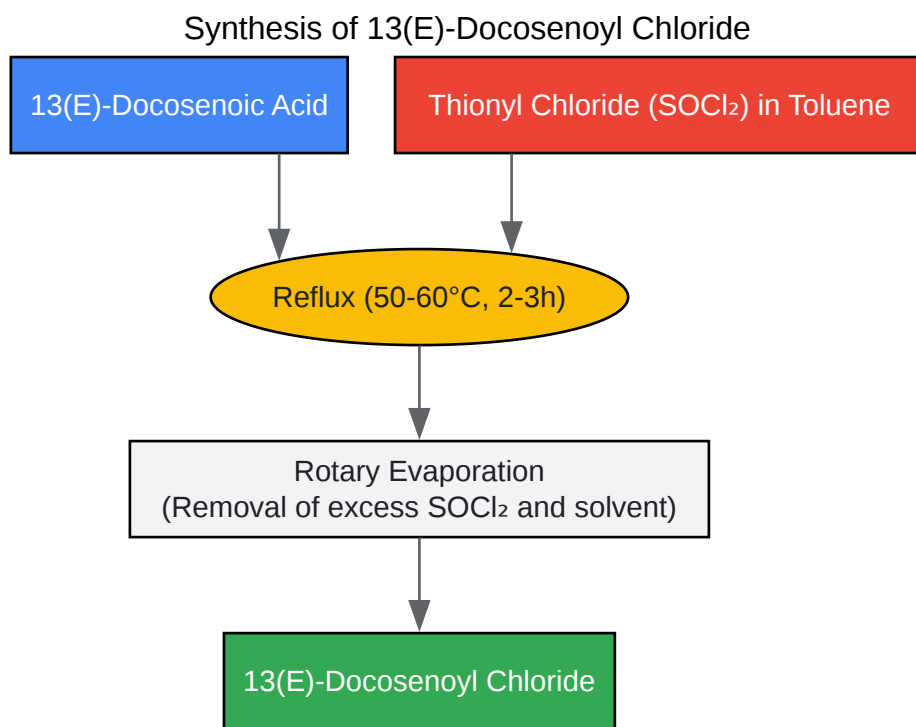 Synthesis of 13(E)-Docosenoyl Chloride
13(E)-Docosenoic Acid
Thionyl Chloride (SOCl₂) in Toluene
Reflux (50-60°C, 2-3h)
Rotary Evaporation
(Removal of excess SOCl₂ and solvent)
13(E)-Docosenoyl Chloride